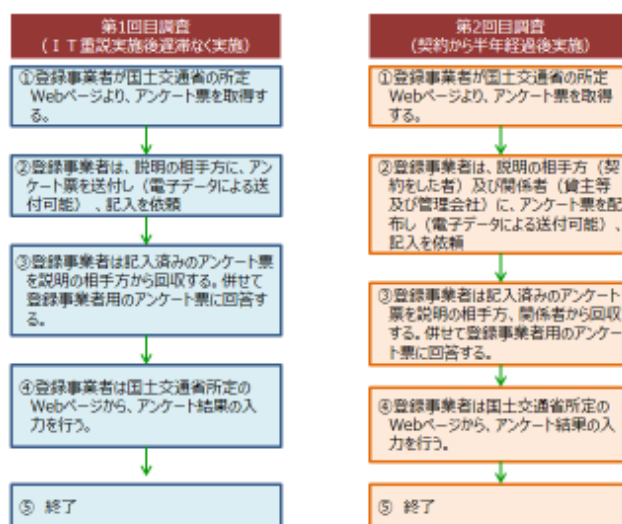 第1回目調査
(IT重説実施後遅滞なく実施)
①登録事業者が国土交通省の所定
Webページより、アンケート票を取得す
る。
②登録事業者は、説明の相手方に、アン
ケート票を送付し（電子データによる送
付可能）、記入を依頼
③登録事業者は記入済みのアンケート票
を説明の相手方から回収する。併せて
登録事業者用のアンケート票に回答す
る。
④登録事業者は国土交通省所定の
Webページから、アンケート結果の入
力を行う。
⑤ 終了
第2回目調査
(契約から半年経過後実施)
①登録事業者が国土交通省の所定
Webページより、アンケート票を取得
する。
②登録事業者は、説明の相手方（契
約をした者）及び関係者（貸主等
及び管理会社）に、アンケート票を配
布し（電子データによる送付可能）、
記入を依頼
③登録事業者は記入済みのアンケート
票を説明の相手方、関係者から回収
する。併せて登録事業者用のアンケー
ト票に回答する。
④登録事業者は国土交通省所定の
Webページから、アンケート結果の入
力を行う。
⑤ 終了